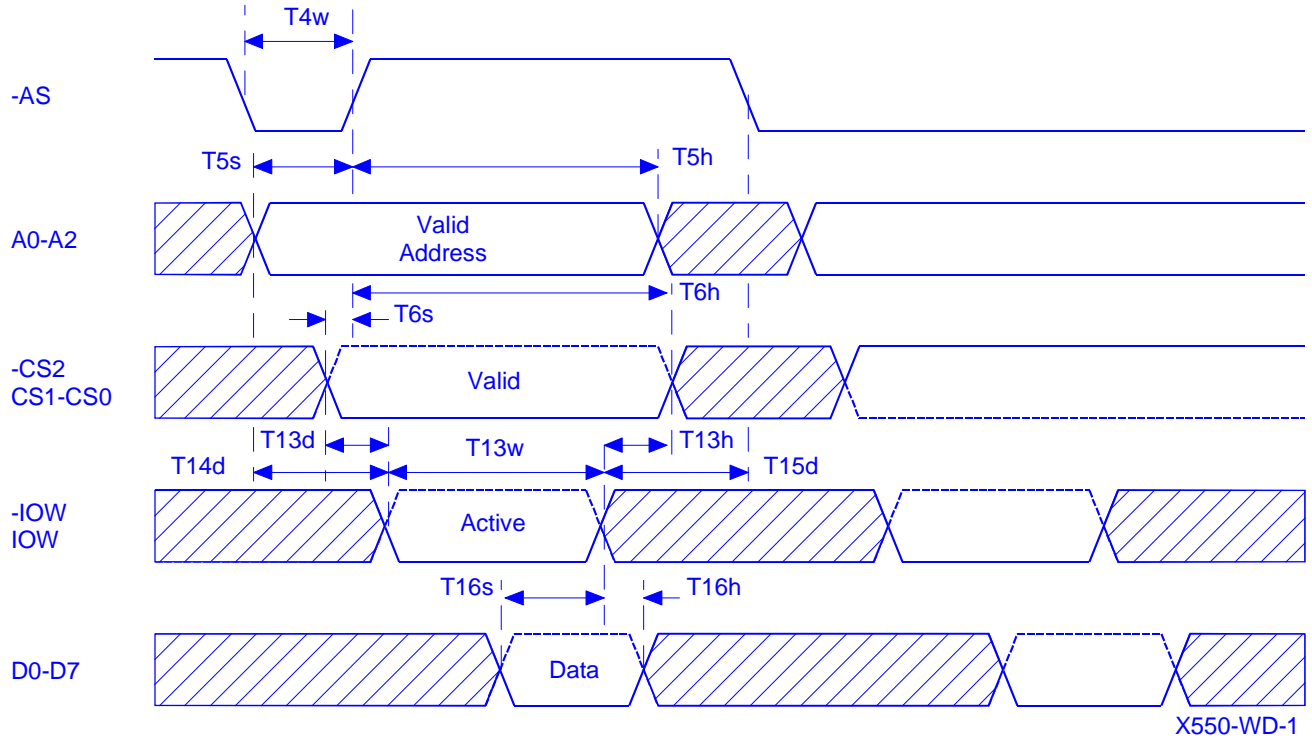 T4w
-AS
T5s
T5h
A0-A2
Valid
Address
T6h
T6s
-CS2
CS1-CS0
Valid
T13d
T13w
T13h
T14d
T15d
-IOW
IOW
Active
T16s
T16h
D0-D7
Data
X550-WD-1